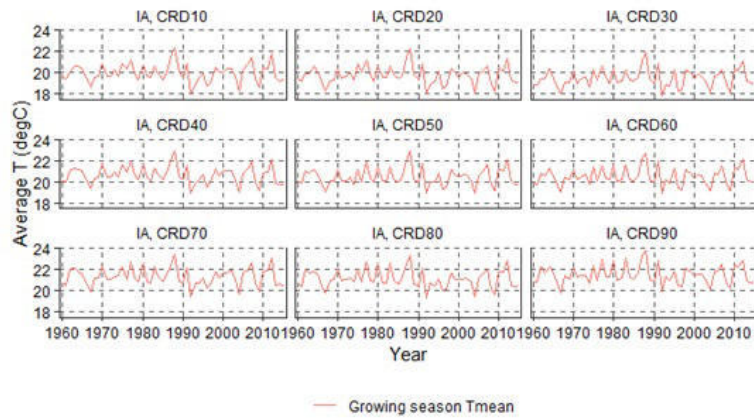 IA, CRD10 IA, CRD20 IA, CRD30
24
22
20
18
IA, CRD40 IA, CRD50 IA, CRD60
24
22
20
18
IA, CRD70 IA, CRD80 IA, CRD90
24
22
20
18
Average T (degC)
1960 1970 1980 1990 2000 2010 1960 1970 1980 1990 2000 2010 1960 1970 1980 1990 2000 2010
Year
Growing season Tmean